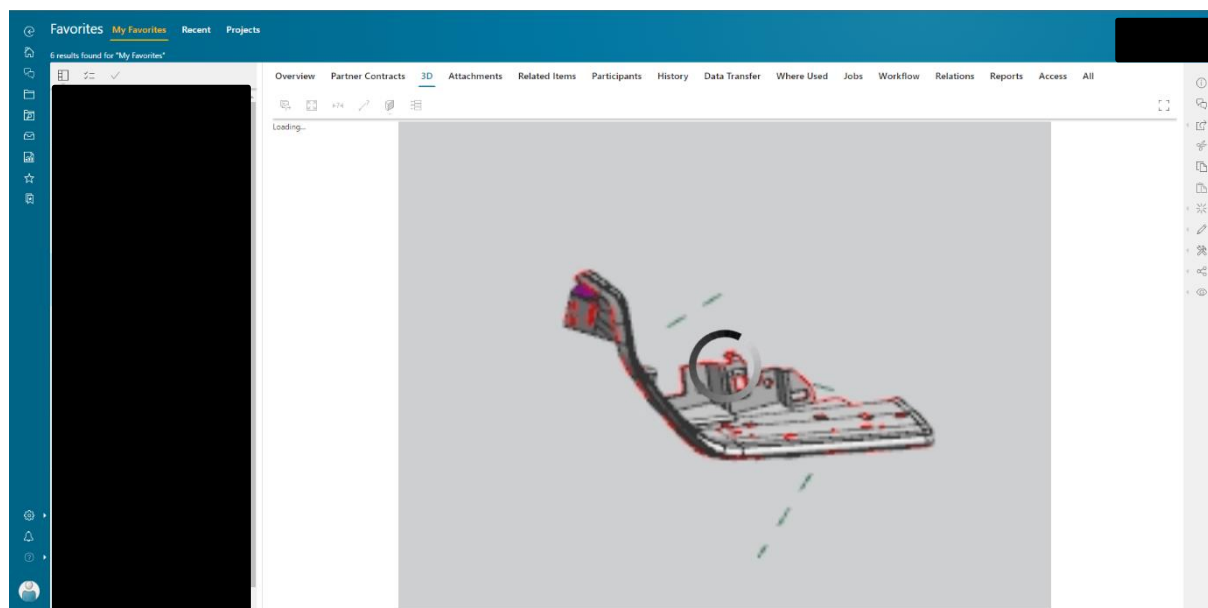 Favorites My Favorites Recent Projects
6 results found for "My Favorites"
Overview Partner Contracts 3D Attachments Related Items Participants History Data Transfer Where Used Jobs Workflow Relations Reports Access All
Loading...